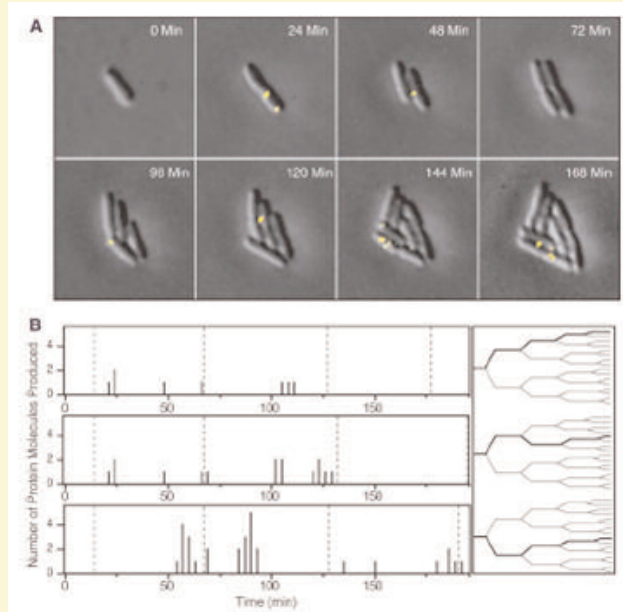 A
0 Min
24 Min
48 Min
72 Min
96 Min
120 Min
144 Min
168 Min
B
Number of Protein Molecules Produced
4
2
0
0
50
100
150
4
2
0
0
50
100
150
4
2
0
0
50
100
150
Time (min)